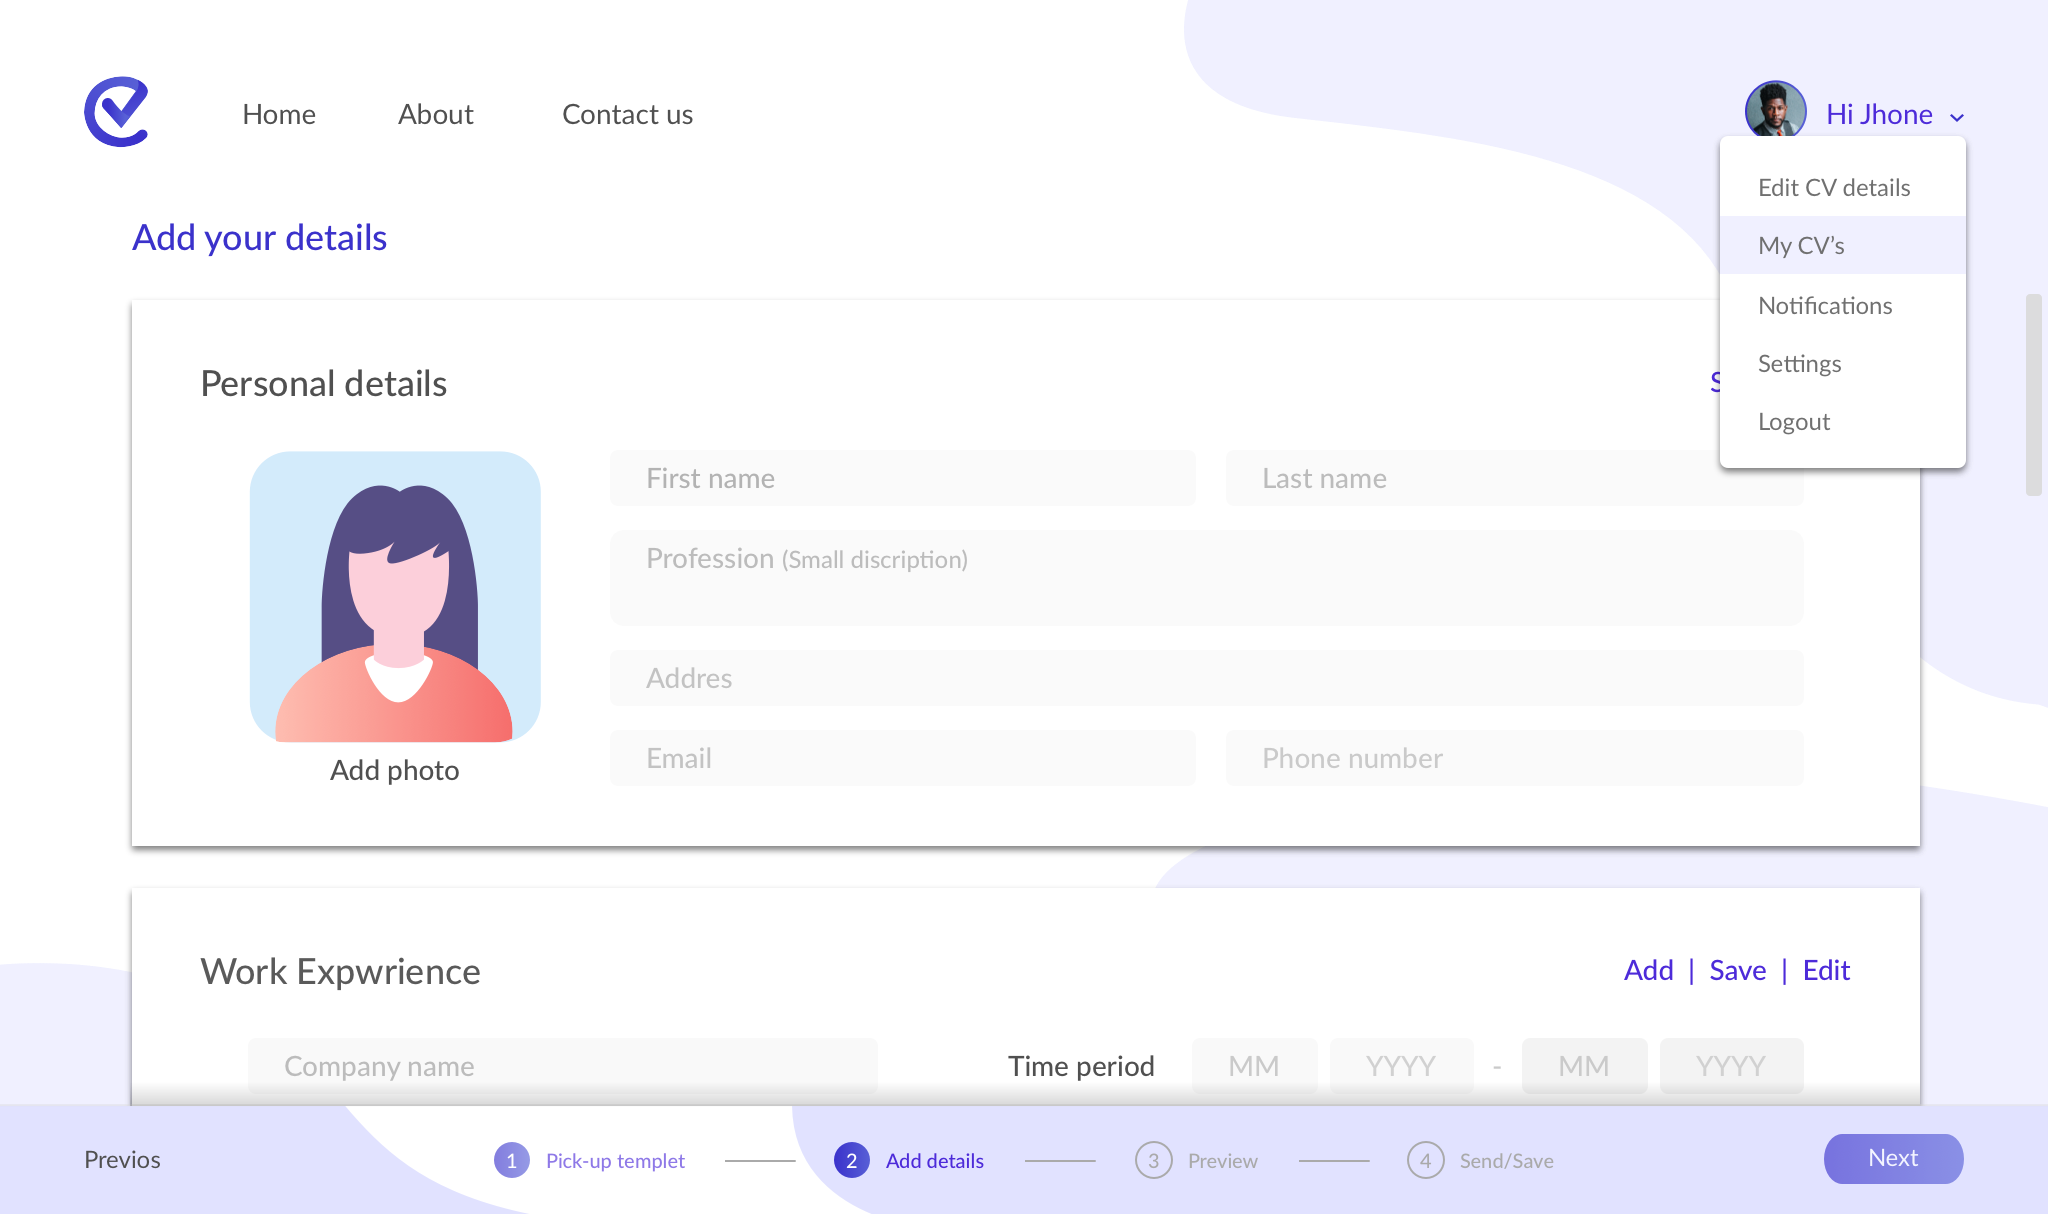 Home About Contact us Hi Jhone
Edit CV details
My CV's
Notifications
Settings
Logout
Add your details
Personal details
First name Last name
Profession (Small discription)
Addres
Email Phone number
Add photo
Work Expwrience Add | Save | Edit
Company name Time period MM YYYY - MM YYYY
Previos 1 Pick-up templet 2 Add details 3 Preview 4 Send/Save Next